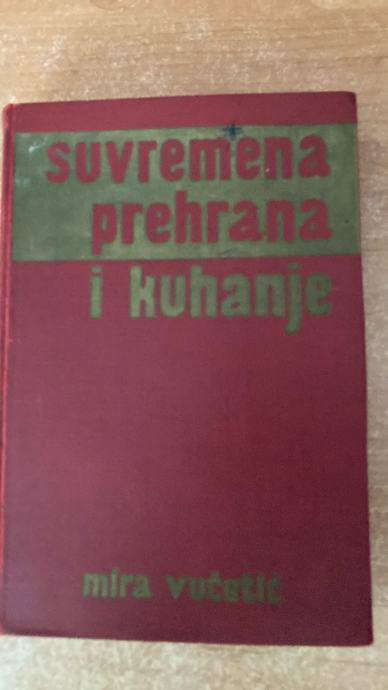 suvremena
prehrana
i kuhanje
mira vučetić